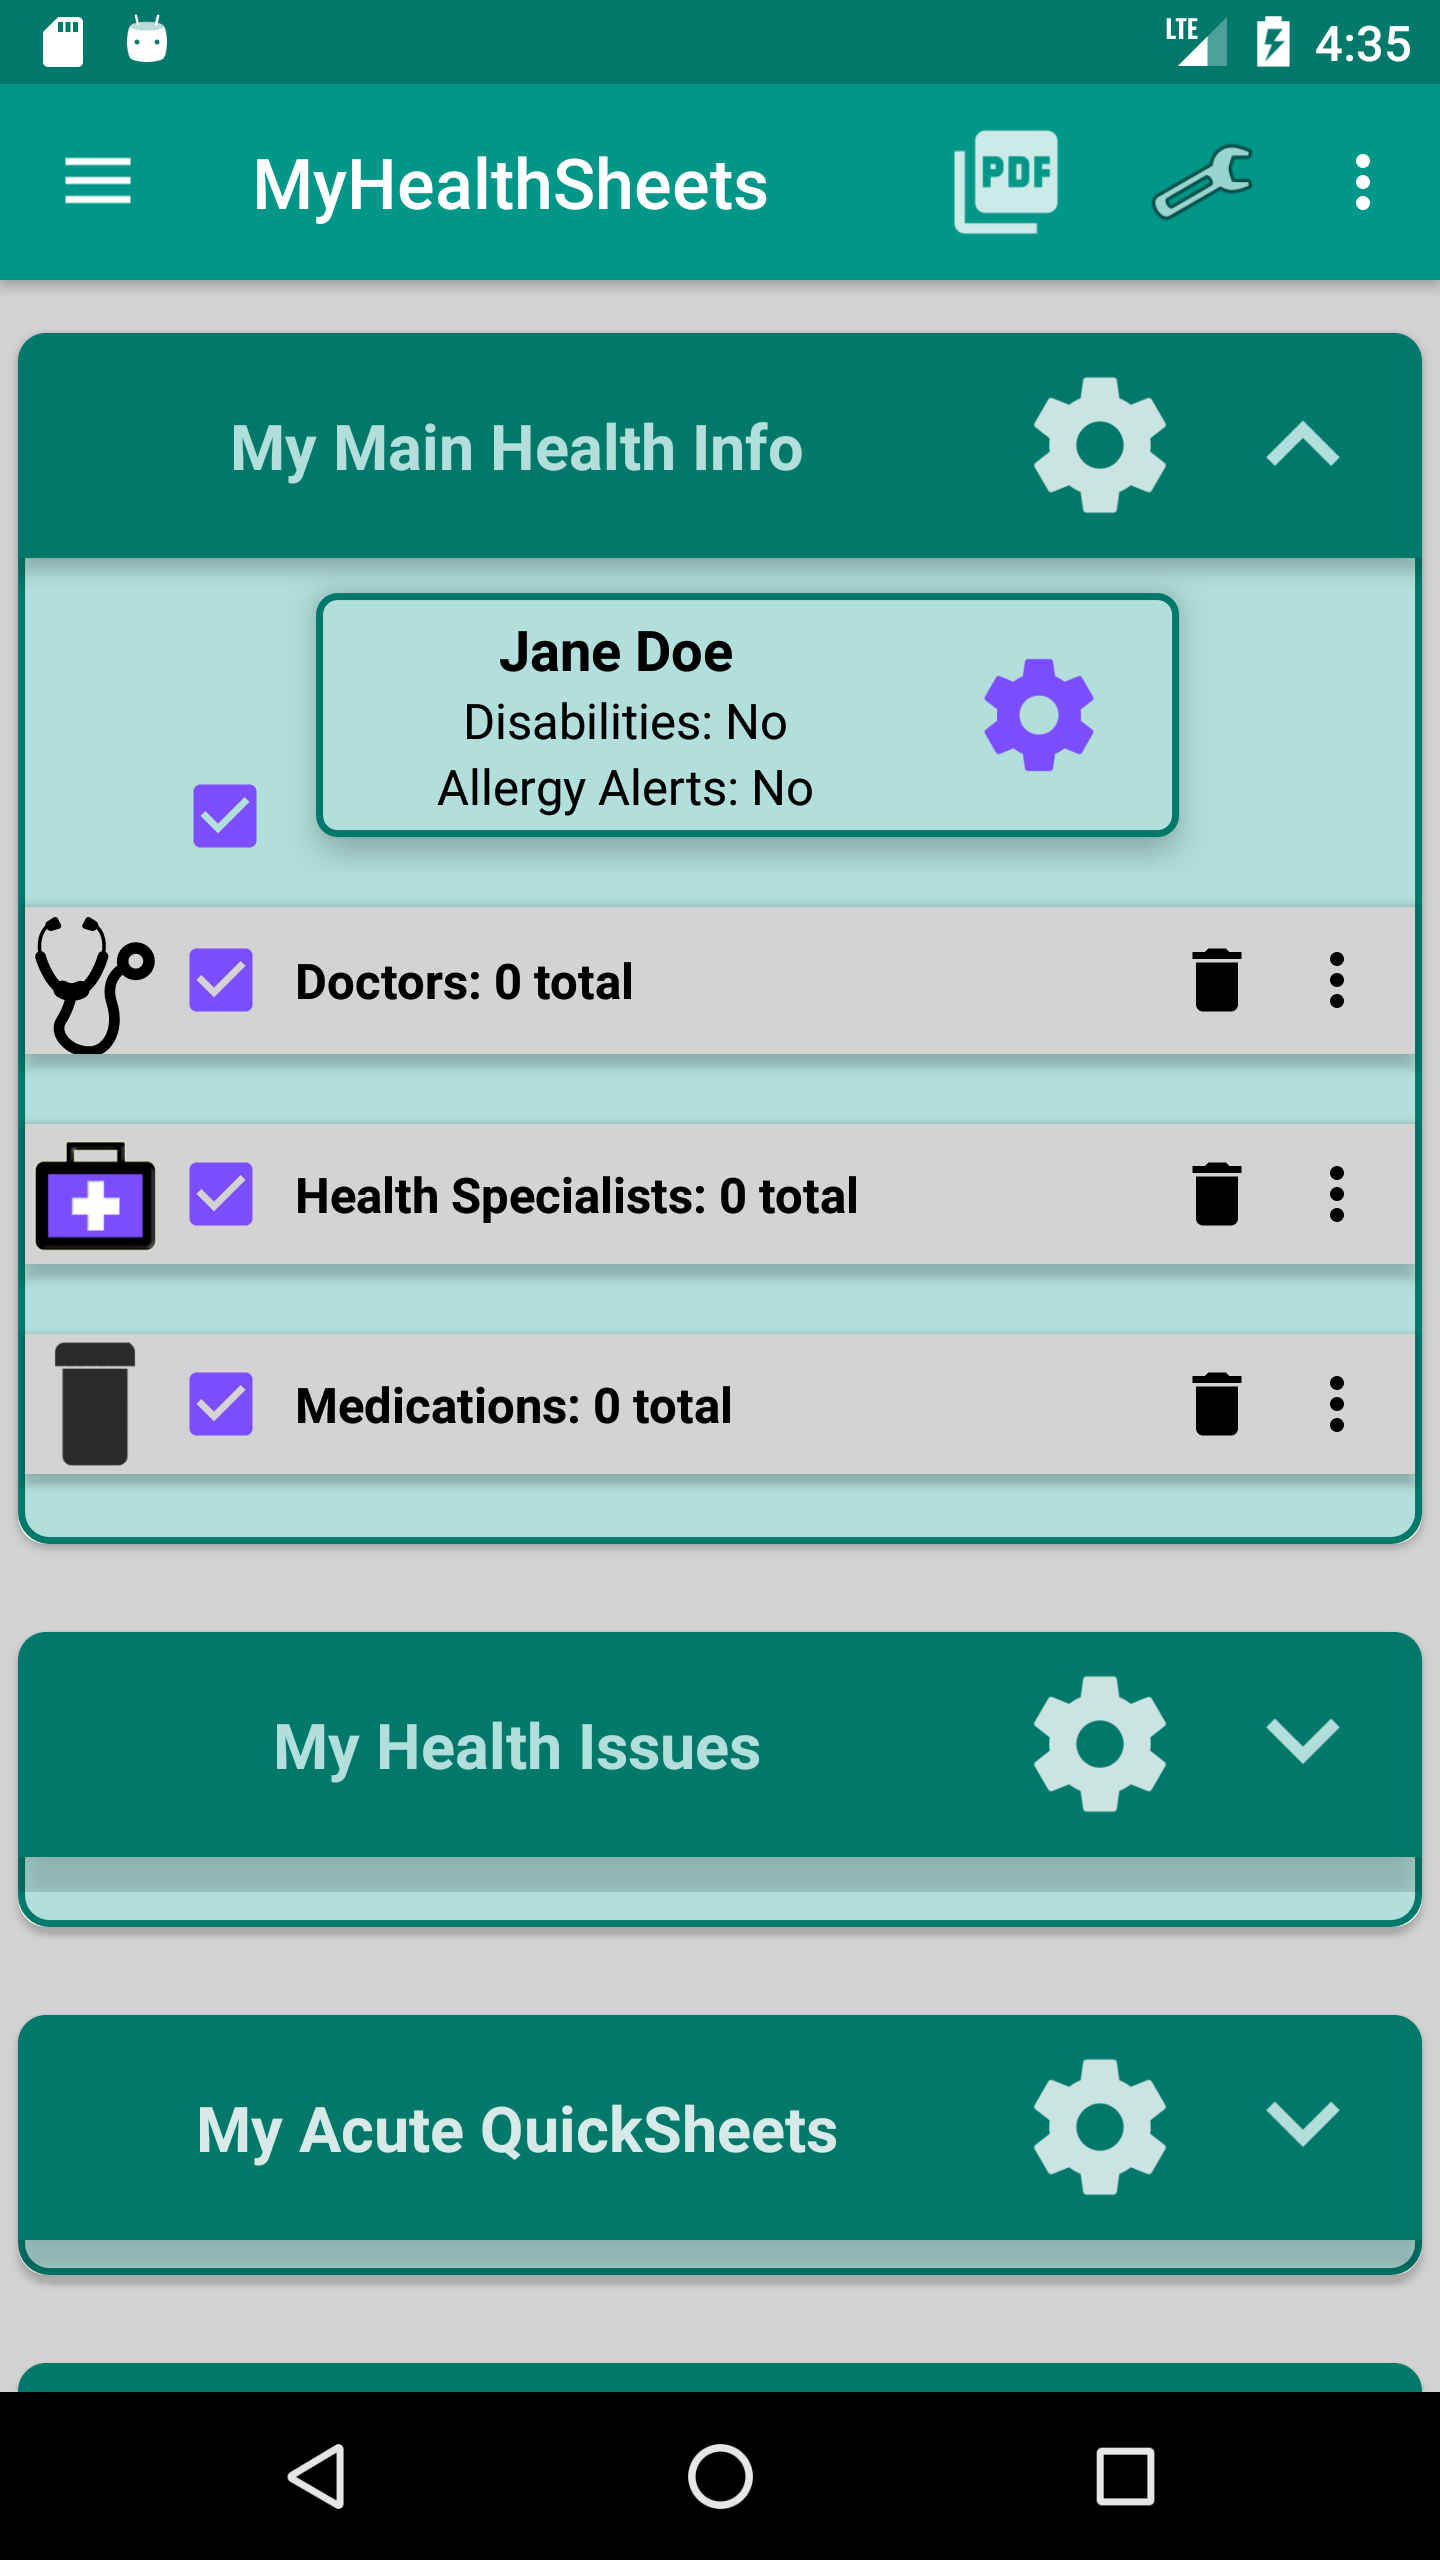 LTE 4:35
MyHealthSheets
PDF
My Main Health Info
Jane Doe
Disabilities: No
Allergy Alerts: No
Doctors: 0 total
Health Specialists: 0 total
Medications: 0 total
My Health Issues
My Acute QuickSheets